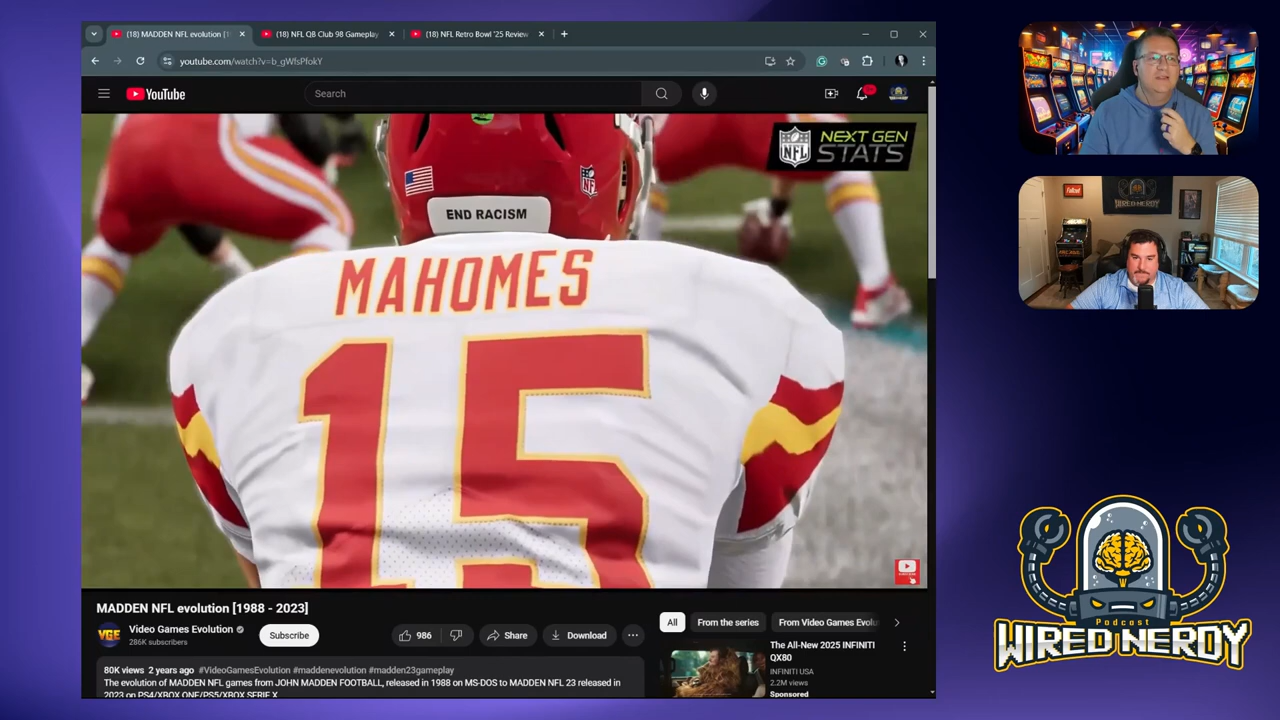 (18) MADDEN NFL evolution [1
(18) NFL QB Club 98 Gameplay
(18) NFL Retro Bowl '25 Review
youtube.com/watch?v=b_gWfsPfokY
YouTube
Search
NFL
NEXT GEN
STATS
NFL
END RACISM
MAHOMES
15
MADDEN NFL evolution [1988 - 2023]
VGE
Video Games Evolution
286K subscribers
Subscribe
986
Share
Download
80K views 2 years ago #VideoGamesEvolution #maddenevolution #madden23gameplay
The evolution of MADDEN NFL games from JOHN MADDEN FOOTBALL, released in 1988 on MS-DOS to MADDEN NFL 23 released in
2023 on PS4/XBOX ONE/PS5/XBOX SERIE X
All
From the series
From Video Games Evolu
The All-New 2025 INFINITI
QX80
INFINITI USA
2.2M views
Sponsored
Fallout
WIRED NERDY
Podcast
WIRED NERDY